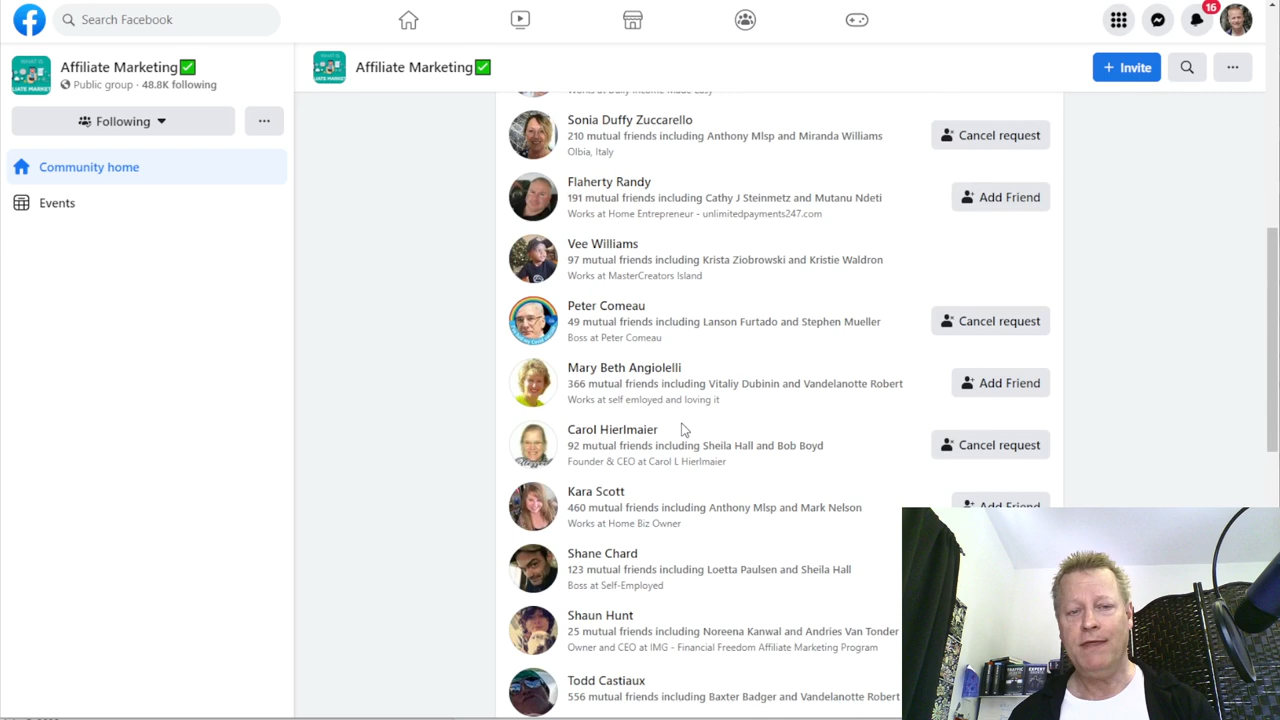 Search Facebook
16
Affiliate Marketing✅
Public group · 48.8K following
Following
Community home
Events
Affiliate Marketing✅
+ Invite
Sonia Duffy Zuccarello
210 mutual friends including Anthony Mlsp and Miranda Williams
Olbia, Italy
Cancel request
Flaherty Randy
191 mutual friends including Cathy J Steinmetz and Mutanu Ndeti
Works at Home Entrepreneur - unlimitedpayments247.com
Add Friend
Vee Williams
97 mutual friends including Krista Ziobrowski and Kristie Waldron
Works at MasterCreators Island
Peter Comeau
49 mutual friends including Lanson Furtado and Stephen Mueller
Boss at Peter Comeau
Cancel request
Mary Beth Angiolelli
366 mutual friends including Vitaliy Dubinin and Vandelanotte Robert
Works at self emloyed and loving it
Add Friend
Carol Hierlmaier
92 mutual friends including Sheila Hall and Bob Boyd
Founder & CEO at Carol L Hierlmaier
Cancel request
Kara Scott
460 mutual friends including Anthony Mlsp and Mark Nelson
Works at Home Biz Owner
Add Friend
Shane Chard
123 mutual friends including Loetta Paulsen and Sheila Hall
Boss at Self-Employed
Shaun Hunt
25 mutual friends including Noreena Kanwal and Andries Van Tonder
Owner and CEO at IMG - Financial Freedom Affiliate Marketing Program
Todd Castiaux
556 mutual friends including Baxter Badger and Vandelanotte Robert